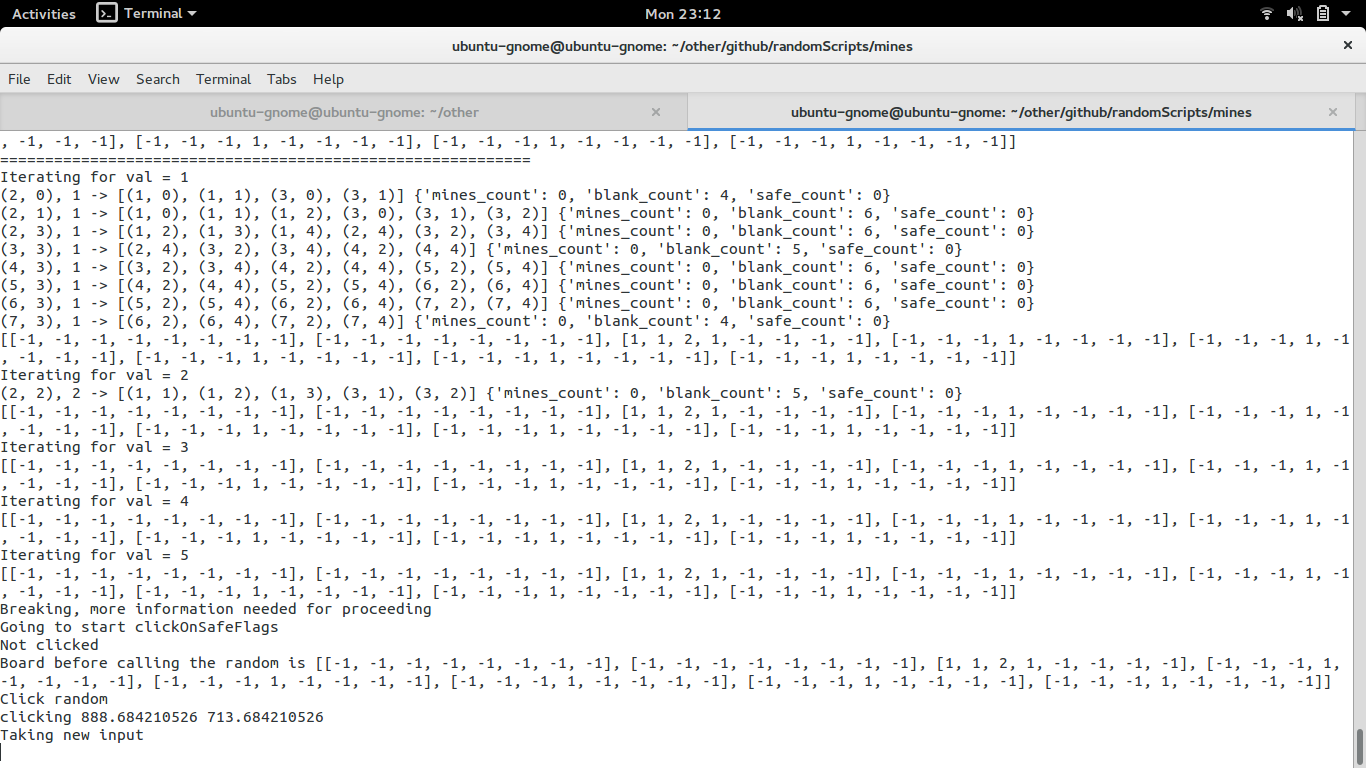 Activities Terminal Mon 23:12
ubuntu-gnome@ubuntu-gnome: ~/other/github/randomScripts/mines
File Edit View Search Terminal Tabs Help
ubuntu-gnome@ubuntu-gnome: ~/other ubuntu-gnome@ubuntu-gnome: ~/other/github/randomScripts/mines
, -1, -1, -1], [-1, -1, -1, 1, -1, -1, -1, -1], [-1, -1, -1, 1, -1, -1, -1, -1], [-1, -1, -1, 1, -1, -1, -1, -1]]
===========================================================
Iterating for val = 1
(2, 0), 1 -> [(1, 0), (1, 1), (3, 0), (3, 1)] {'mines_count': 0, 'blank_count': 4, 'safe_count': 0}
(2, 1), 1 -> [(1, 0), (1, 1), (1, 2), (3, 0), (3, 1), (3, 2)] {'mines_count': 0, 'blank_count': 6, 'safe_count': 0}
(2, 3), 1 -> [(1, 2), (1, 3), (1, 4), (2, 4), (3, 2), (3, 4)] {'mines_count': 0, 'blank_count': 6, 'safe_count': 0}
(3, 3), 1 -> [(2, 4), (3, 2), (3, 4), (4, 2), (4, 4)] {'mines_count': 0, 'blank_count': 5, 'safe_count': 0}
(4, 3), 1 -> [(3, 2), (3, 4), (4, 2), (4, 4), (5, 2), (5, 4)] {'mines_count': 0, 'blank_count': 6, 'safe_count': 0}
(5, 3), 1 -> [(4, 2), (4, 4), (5, 2), (5, 4), (6, 2), (6, 4)] {'mines_count': 0, 'blank_count': 6, 'safe_count': 0}
(6, 3), 1 -> [(5, 2), (5, 4), (6, 2), (6, 4), (7, 2), (7, 4)] {'mines_count': 0, 'blank_count': 6, 'safe_count': 0}
(7, 3), 1 -> [(6, 2), (6, 4), (7, 2), (7, 4)] {'mines_count': 0, 'blank_count': 4, 'safe_count': 0}
[[-1, -1, -1, -1, -1, -1, -1, -1], [-1, -1, -1, -1, -1, -1, -1, -1], [1, 1, 2, 1, -1, -1, -1, -1], [-1, -1, -1, 1, -1, -1, -1, -1], [-1, -1, -1, 1, -1
, -1, -1, -1], [-1, -1, -1, 1, -1, -1, -1, -1], [-1, -1, -1, 1, -1, -1, -1, -1], [-1, -1, -1, 1, -1, -1, -1, -1]]
Iterating for val = 2
(2, 2), 2 -> [(1, 1), (1, 2), (1, 3), (3, 1), (3, 2)] {'mines_count': 0, 'blank_count': 5, 'safe_count': 0}
[[-1, -1, -1, -1, -1, -1, -1, -1], [-1, -1, -1, -1, -1, -1, -1, -1], [1, 1, 2, 1, -1, -1, -1, -1], [-1, -1, -1, 1, -1, -1, -1, -1], [-1, -1, -1, 1, -1
, -1, -1, -1], [-1, -1, -1, 1, -1, -1, -1, -1], [-1, -1, -1, 1, -1, -1, -1, -1], [-1, -1, -1, 1, -1, -1, -1, -1]]
Iterating for val = 3
[[-1, -1, -1, -1, -1, -1, -1, -1], [-1, -1, -1, -1, -1, -1, -1, -1], [1, 1, 2, 1, -1, -1, -1, -1], [-1, -1, -1, 1, -1, -1, -1, -1], [-1, -1, -1, 1, -1
, -1, -1, -1], [-1, -1, -1, 1, -1, -1, -1, -1], [-1, -1, -1, 1, -1, -1, -1, -1], [-1, -1, -1, 1, -1, -1, -1, -1]]
Iterating for val = 4
[[-1, -1, -1, -1, -1, -1, -1, -1], [-1, -1, -1, -1, -1, -1, -1, -1], [1, 1, 2, 1, -1, -1, -1, -1], [-1, -1, -1, 1, -1, -1, -1, -1], [-1, -1, -1, 1, -1
, -1, -1, -1], [-1, -1, -1, 1, -1, -1, -1, -1], [-1, -1, -1, 1, -1, -1, -1, -1], [-1, -1, -1, 1, -1, -1, -1, -1]]
Iterating for val = 5
[[-1, -1, -1, -1, -1, -1, -1, -1], [-1, -1, -1, -1, -1, -1, -1, -1], [1, 1, 2, 1, -1, -1, -1, -1], [-1, -1, -1, 1, -1, -1, -1, -1], [-1, -1, -1, 1, -1
, -1, -1, -1], [-1, -1, -1, 1, -1, -1, -1, -1], [-1, -1, -1, 1, -1, -1, -1, -1], [-1, -1, -1, 1, -1, -1, -1, -1]]
Breaking, more information needed for proceeding
Going to start clickOnSafeFlags
Not clicked
Board before calling the random is [[-1, -1, -1, -1, -1, -1, -1, -1], [-1, -1, -1, -1, -1, -1, -1, -1], [1, 1, 2, 1, -1, -1, -1, -1], [-1, -1, -1, 1,
-1, -1, -1, -1], [-1, -1, -1, 1, -1, -1, -1, -1], [-1, -1, -1, 1, -1, -1, -1, -1], [-1, -1, -1, 1, -1, -1, -1, -1], [-1, -1, -1, 1, -1, -1, -1, -1]]
Click random
clicking 888.684210526 713.684210526
Taking new input